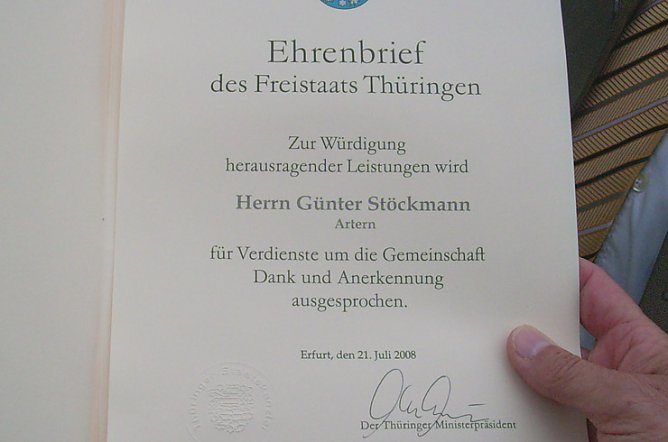 Ehrenbrief
des Freistaats Thüringen
Zur Würdigung
herausragender Leistungen wird
Herrn Günter Stöckmann
Artern
für Verdienste um die Gemeinschaft
Dank und Anerkennung
ausgesprochen.
Erfurt, den 21. Juli 2008
Der Thüringer Ministerpräsident